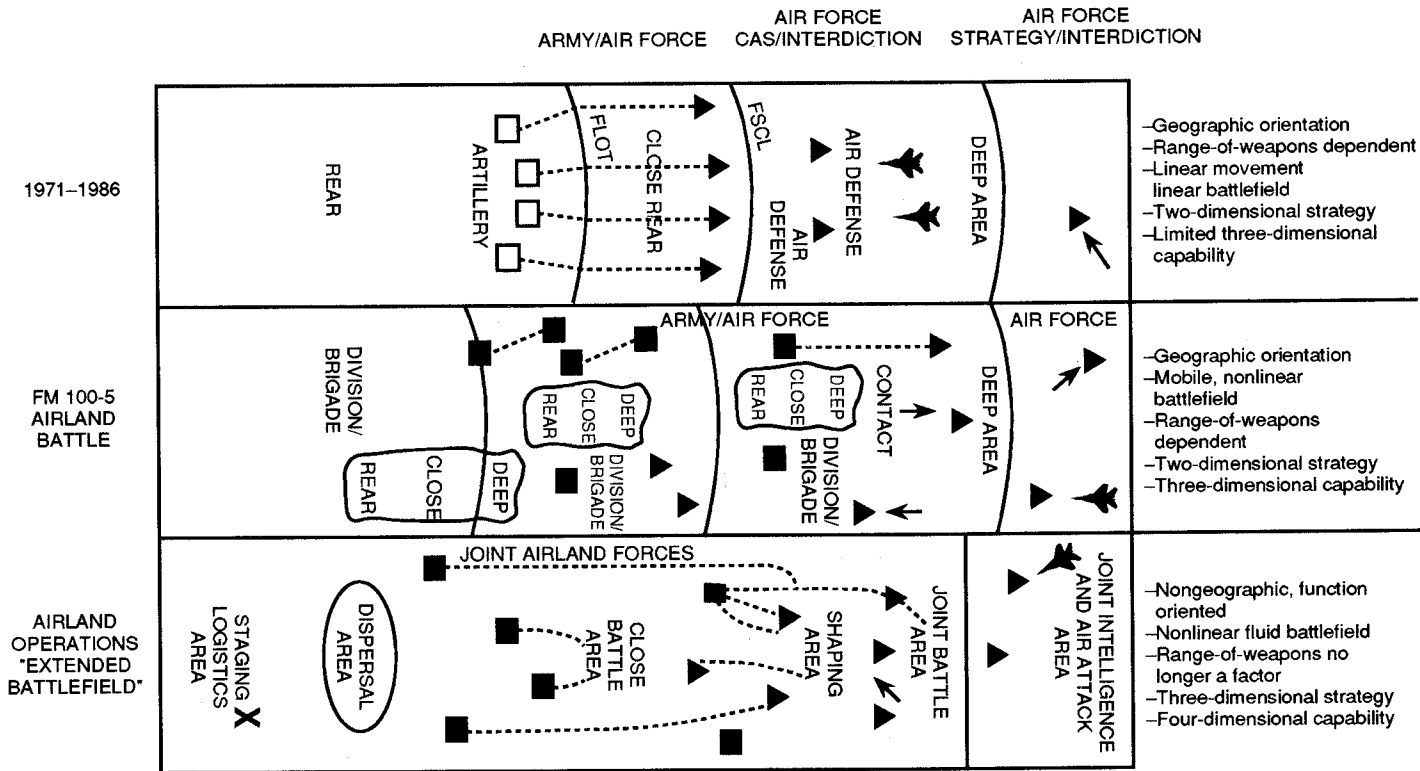 ARMY/AIR FORCE
AIR FORCE
CAS/INTERDICTION
AIR FORCE
STRATEGY/INTERDICTION
1971–1986
REAR
ARTILLERY
FLOT
CLOSE REAR
FSCL
AIR
DEFENSE
AIR DEFENSE
DEEP AREA
–Geographic orientation
–Range-of-weapons dependent
–Linear movement
linear battlefield
–Two-dimensional strategy
–Limited three-dimensional
capability
FM 100-5
AIRLAND
BATTLE
ARMY/AIR FORCE
AIR FORCE
DIVISION/
BRIGADE
REAR
CLOSE
DEEP
REAR
CLOSE
DEEP
DIVISION/
BRIGADE
REAR
CLOSE
DEEP
DIVISION/
BRIGADE
CONTACT
DEEP AREA
–Geographic orientation
–Mobile, nonlinear
battlefield
–Range-of-weapons
dependent
–Two-dimensional strategy
–Three-dimensional capability
AIRLAND
OPERATIONS
"EXTENDED
BATTLEFIELD"
JOINT AIRLAND FORCES
STAGING
LOGISTICS
AREA
X
DISPERSAL
AREA
CLOSE
BATTLE
AREA
SHAPING
AREA
JOINT BATTLE
AREA
JOINT INTELLIGENCE
AND AIR ATTACK
AREA
–Nongeographic, function
oriented
–Nonlinear fluid battlefield
–Range-of-weapons no
longer a factor
–Three-dimensional strategy
–Four-dimensional capability